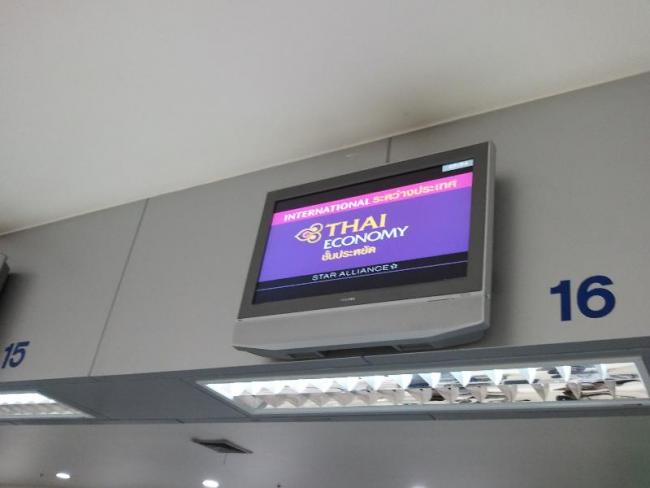 INTERNATIONAL ระหว่างประเทศ
THAI
ECONOMY
ชั้นประหยัด
STAR ALLIANCE
15
16